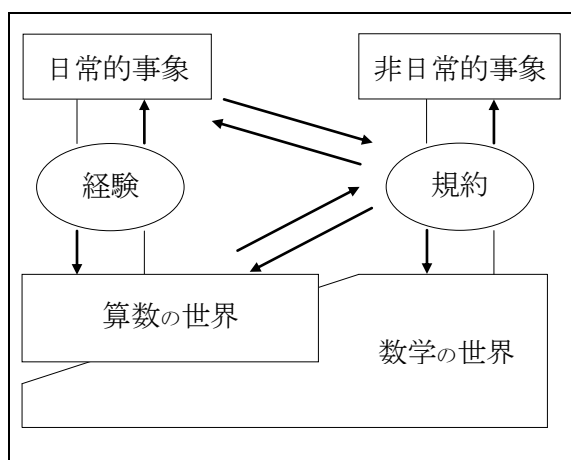 日常的事象
非日常的事象
経験
規約
算数の世界
数学の世界